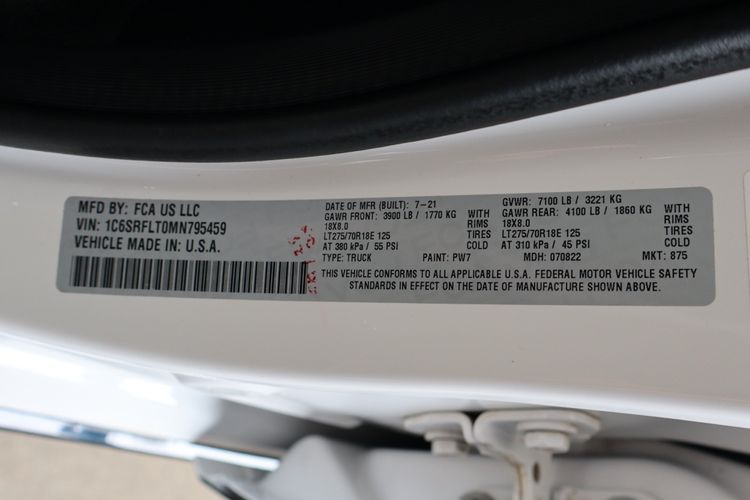 MFD BY: FCA US LLC
VIN: 1C6SRFLT0MN795459
VEHICLE MADE IN: U.S.A.
DATE OF MFR (BUILT): 7-21
GAWR FRONT: 3900 LB / 1770 KG WITH
18X8.0 RIMS
LT275/70R18E 125 TIRES
AT 380 kPa / 55 PSI COLD
TYPE: TRUCK PAINT: PW7
GVWR: 7100 LB / 3221 KG
GAWR REAR: 4100 LB / 1860 KG WITH
18X8.0 RIMS
LT275/70R18E 125 TIRES
AT 310 kPa / 45 PSI COLD
MDH: 070822 MKT: 875
THIS VEHICLE CONFORMS TO ALL APPLICABLE U.S.A. FEDERAL MOTOR VEHICLE SAFETY
STANDARDS IN EFFECT ON THE DATE OF MANUFACTURE SHOWN ABOVE.